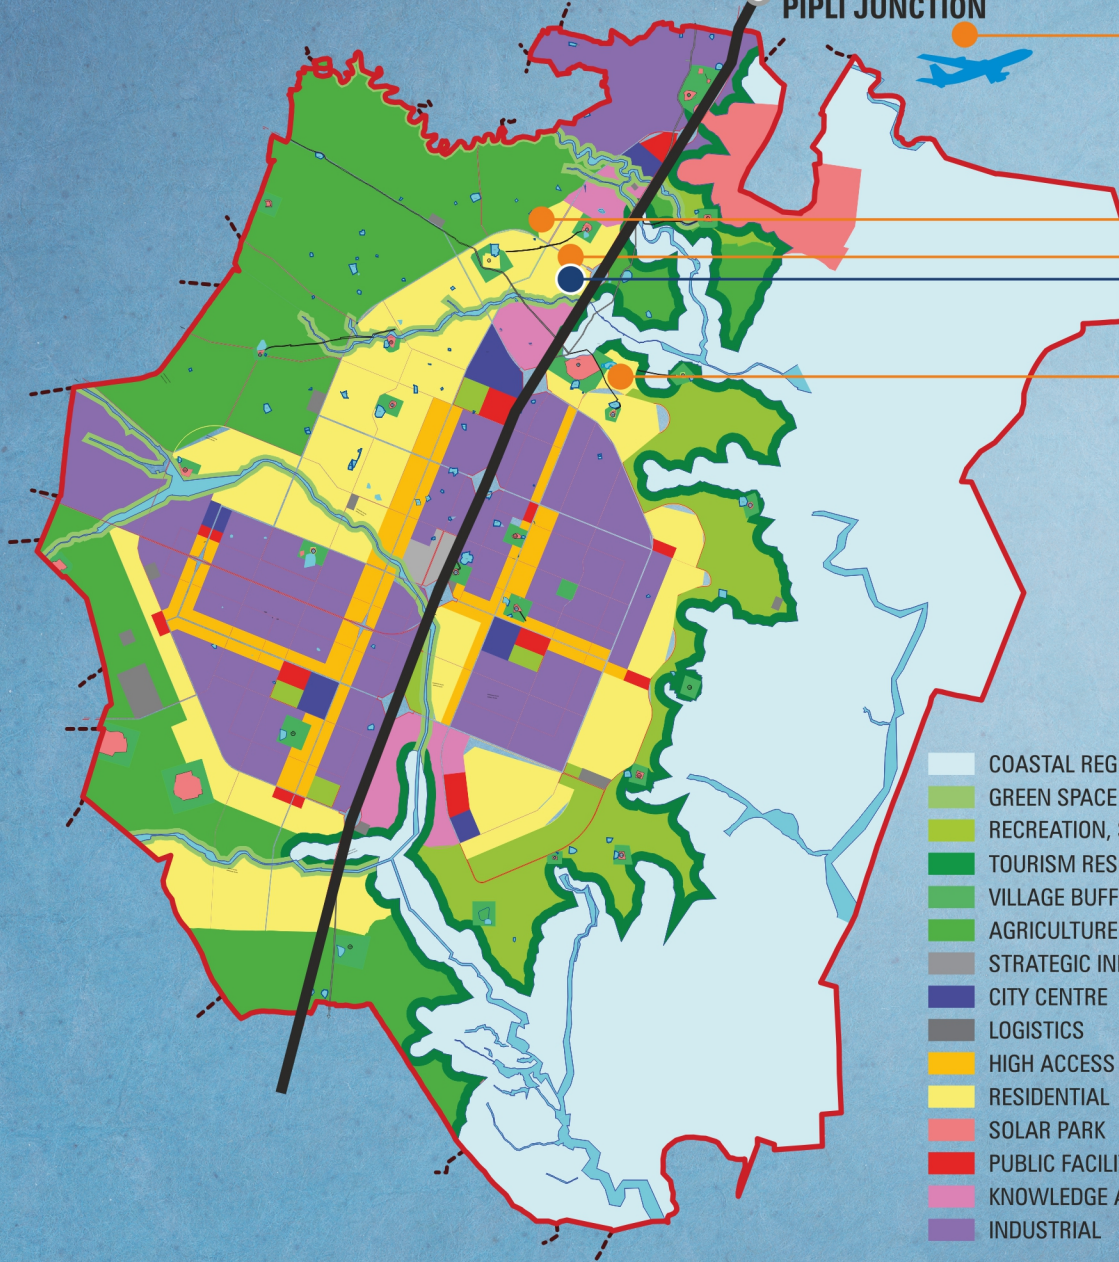 PIPLI JUNCTION
COASTAL REG
GREEN SPACE
RECREATION,
TOURISM RES
VILLAGE BUFF
AGRICULTURE
STRATEGIC IN
CITY CENTRE
LOGISTICS
HIGH ACCESS
RESIDENTIAL
SOLAR PARK
PUBLIC FACILI
KNOWLEDGE A
INDUSTRIAL